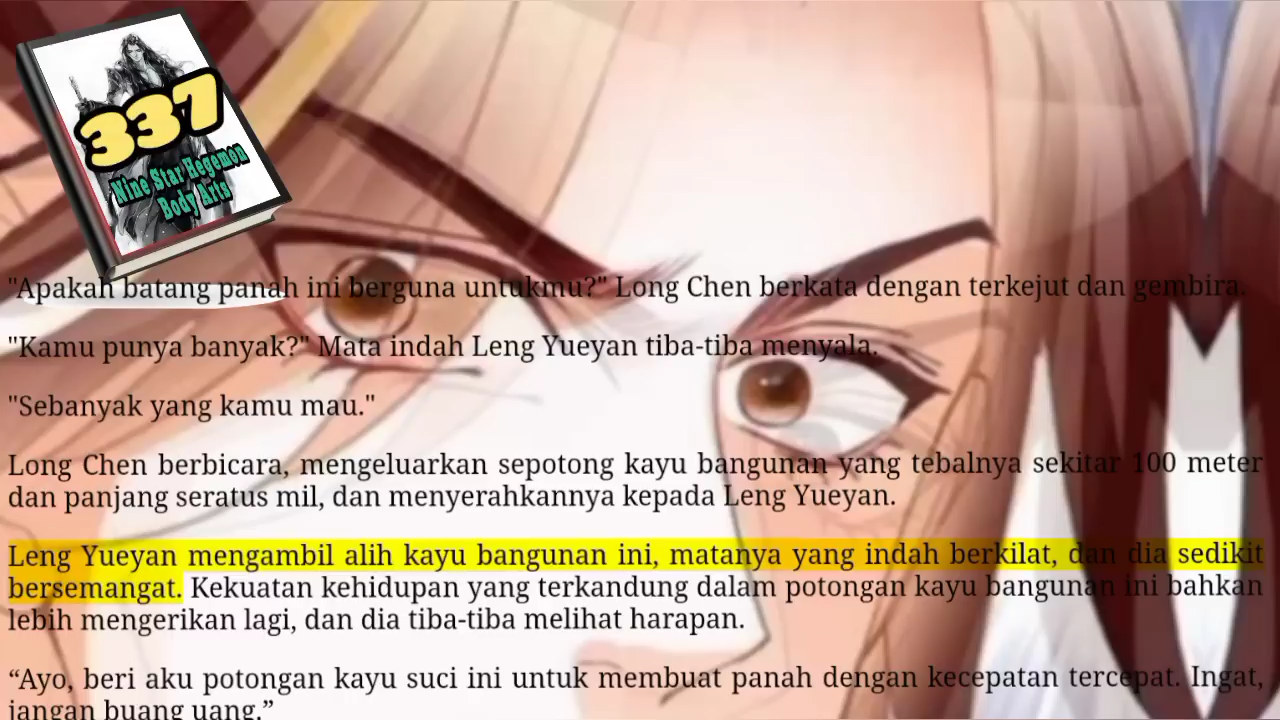 337
Nine Star Hegemon
Body Arts
"Apakah batang panah ini berguna untukmu?" Long Chen berkata dengan terkejut dan gembira.
"Kamu punya banyak?" Mata indah Leng Yueyan tiba-tiba menyala.
"Sebanyak yang kamu mau."
Long Chen berbicara, mengeluarkan sepotong kayu bangunan yang tebalnya sekitar 100 meter
dan panjang seratus mil, dan menyerahkannya kepada Leng Yueyan.
Leng Yueyan mengambil alih kayu bangunan ini, matanya yang indah berkilat, dan dia sedikit
bersemangat. Kekuatan kehidupan yang terkandung dalam potongan kayu bangunan ini bahkan
lebih mengerikan lagi, dan dia tiba-tiba melihat harapan.
“Ayo, beri aku potongan kayu suci ini untuk membuat panah dengan kecepatan tercepat. Ingat,
jangan buang uang.”